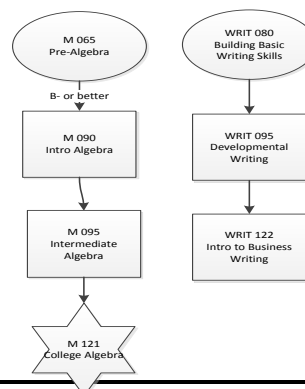 M 065
Pre-Algebra
B- or better
M 090
Intro Algebra
M 095
Intermediate
Algebra
M 121
College Algebra
WRIT 080
Building Basic
Writing Skills
WRIT 095
Developmental
Writing
WRIT 122
Intro to Business
Writing